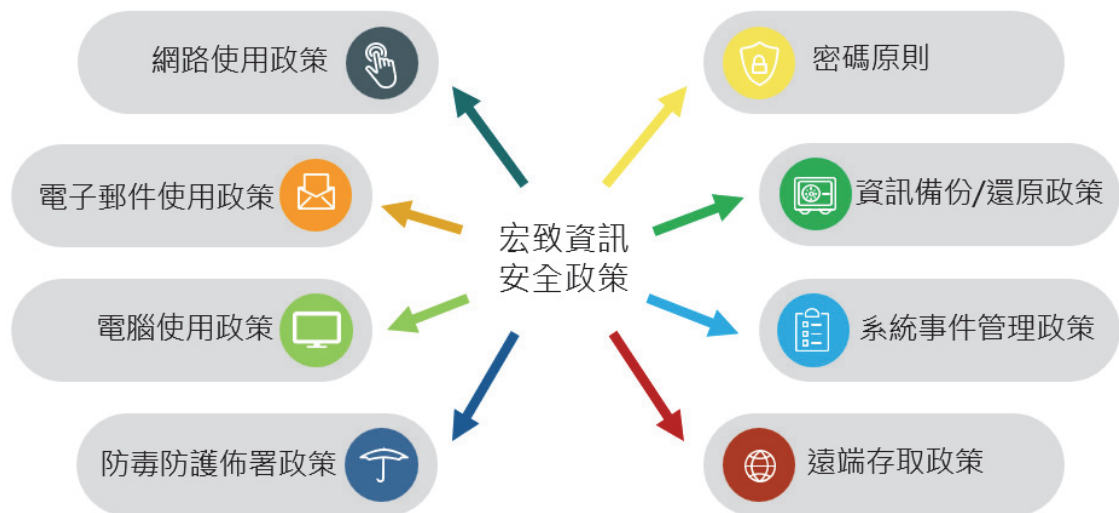 網路使用政策
密碼原則
電子郵件使用政策
資訊備份/還原政策
宏致資訊
安全政策
電腦使用政策
系統事件管理政策
防毒防護佈署政策
遠端存取政策